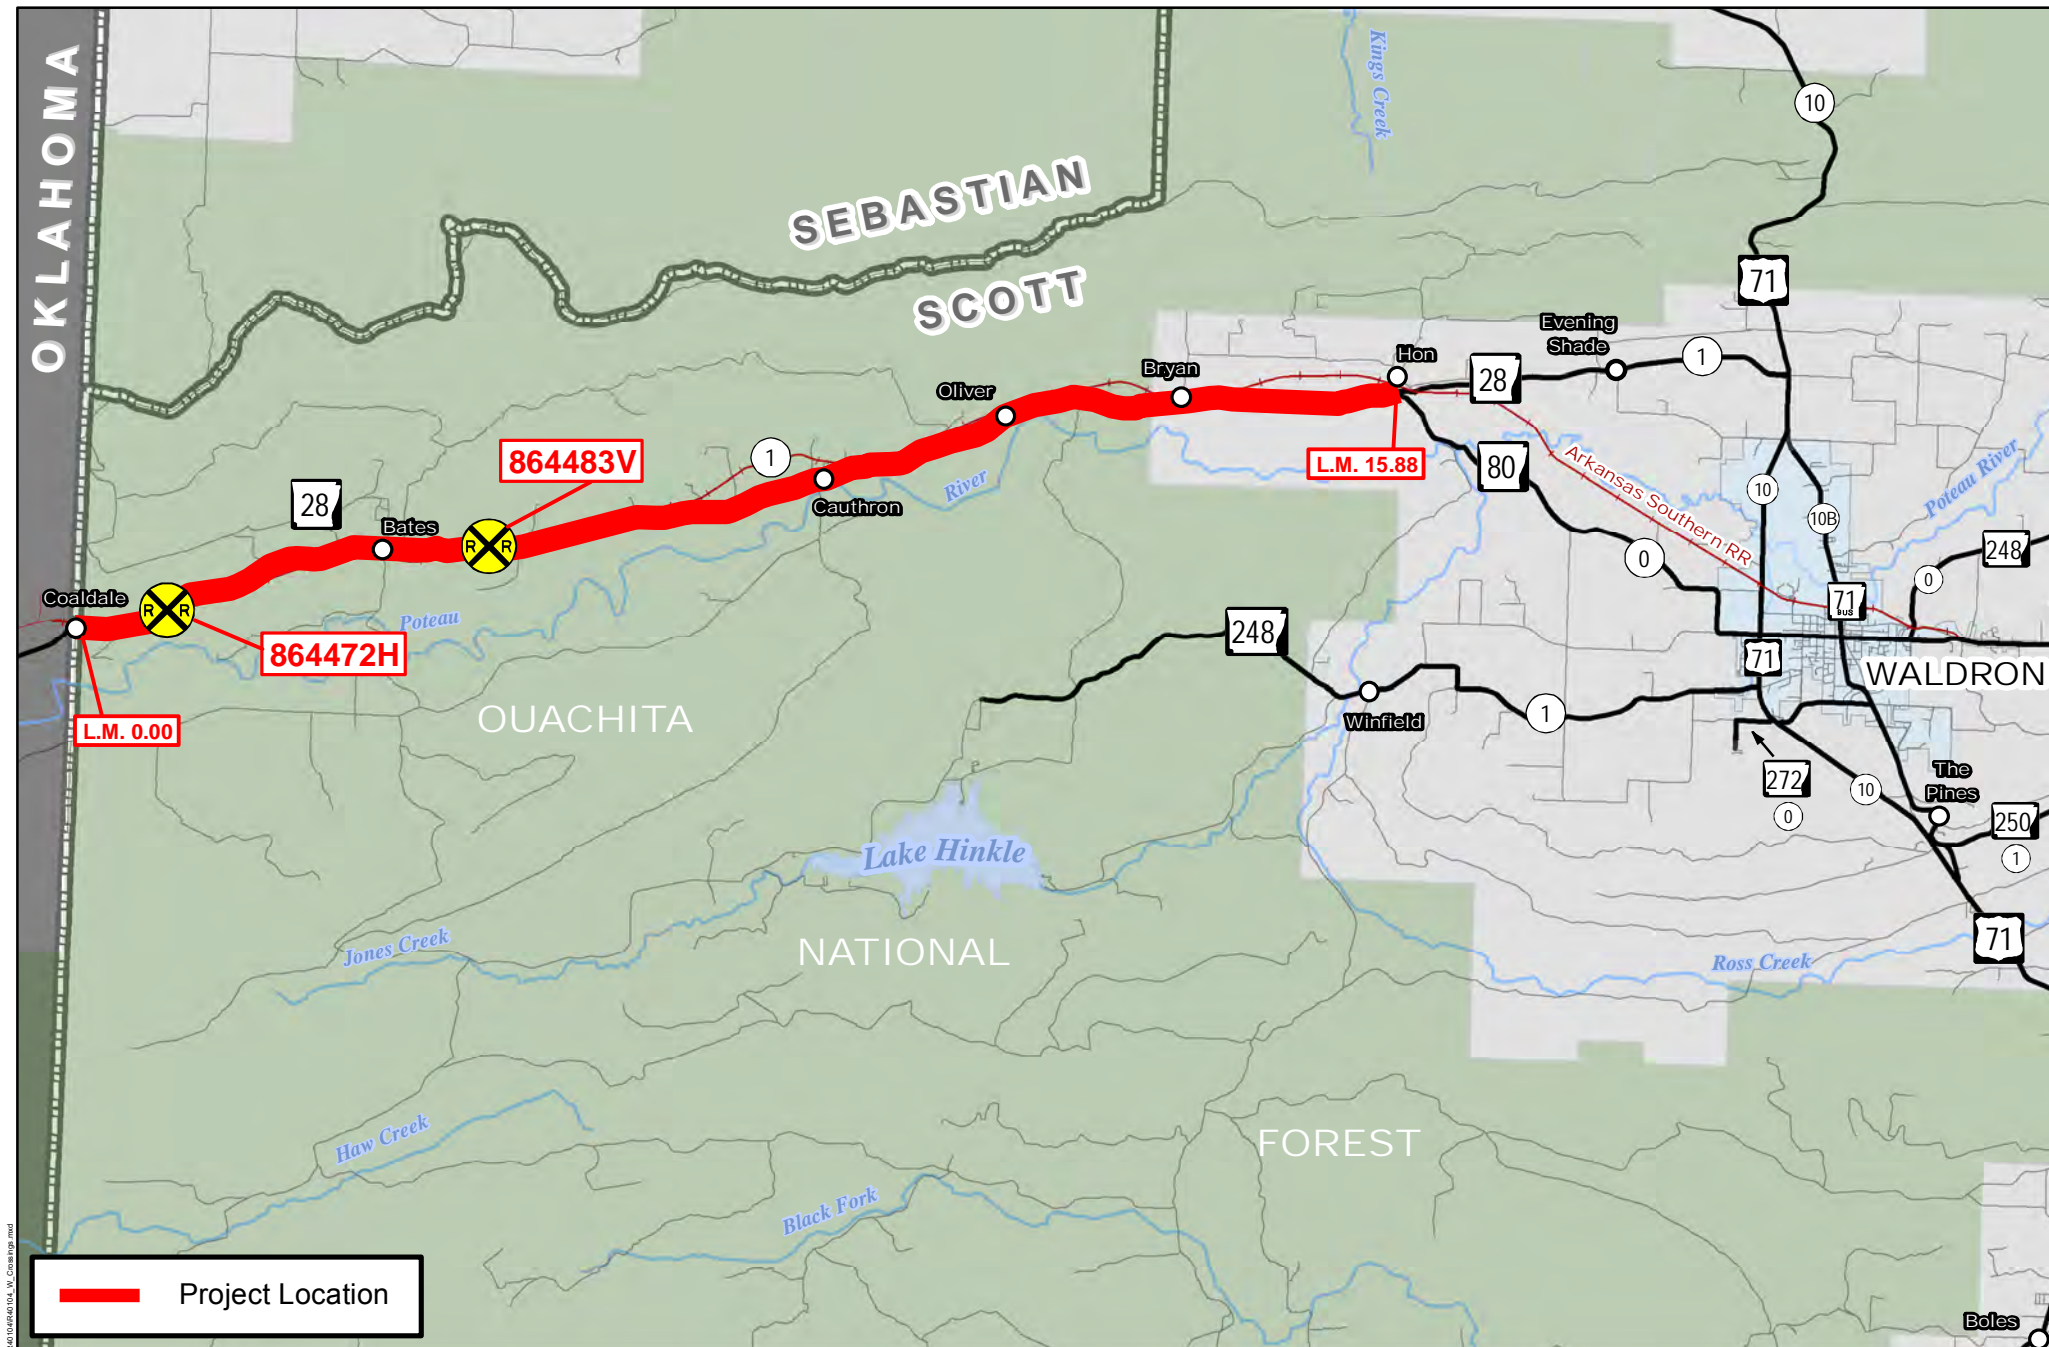 OKLAHOMA
SEBASTIAN
SCOTT
Kings Creek
10
71
Evening
Shade
1
Hon
28
Bryan
Oliver
864483V
1
L.M. 15.88
80
Arkansas Southern RR
Poteau River
River
Cauthron
28
Bates
R R
10
10B
248
0
0
Coaldale
R R
Poteau
864472H
71
BUS
248
71
WALDRON
L.M. 0.00
OUACHITA
Winfield
1
272
0
10
The
Pines
250
1
Lake Hinkle
Jones Creek
NATIONAL
71
Ross Creek
Haw Creek
FOREST
Black Fork
Project Location
Boles